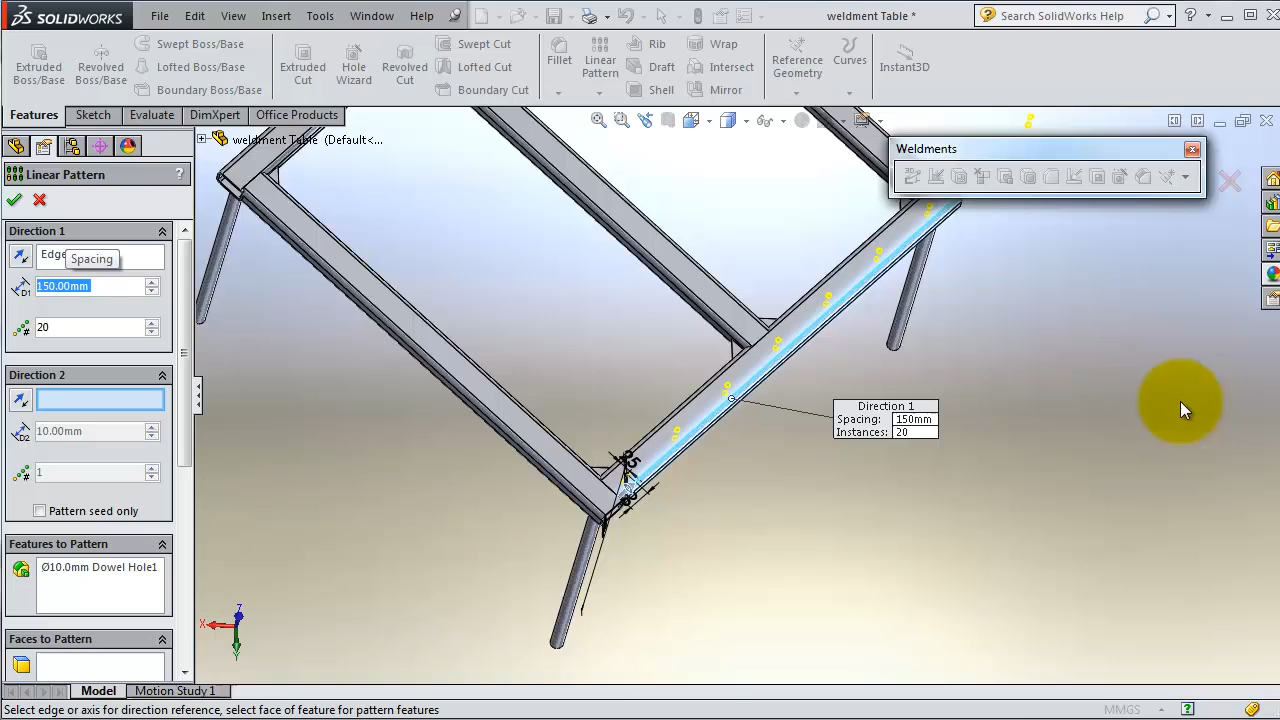 SOLIDWORKS File Edit View Insert Tools Window Help weldment Table * Search SolidWorks Help
Extruded Boss/Base Revolved Boss/Base Swept Boss/Base Lofted Boss/Base Boundary Boss/Base Extruded Cut Hole Wizard Revolved Cut Swept Cut Lofted Cut Boundary Cut Fillet Linear Pattern Rib Draft Shell Wrap Intersect Mirror Reference Geometry Curves Instant3D
Features Sketch Evaluate DimXpert Office Products
weldment Table (Default<...
Weldments
Linear Pattern ?
Direction 1
Edge
Spacing
D1 150.00mm
# 20
Direction 2
D2 10.00mm
# 1
Pattern seed only
Features to Pattern
Ø10.0mm Dowel Hole1
Faces to Pattern
Direction 1
Spacing: 150mm
Instances: 20
Z
X
Y
Model Motion Study 1
Select edge or axis for direction reference, select face of feature for pattern features MMGS